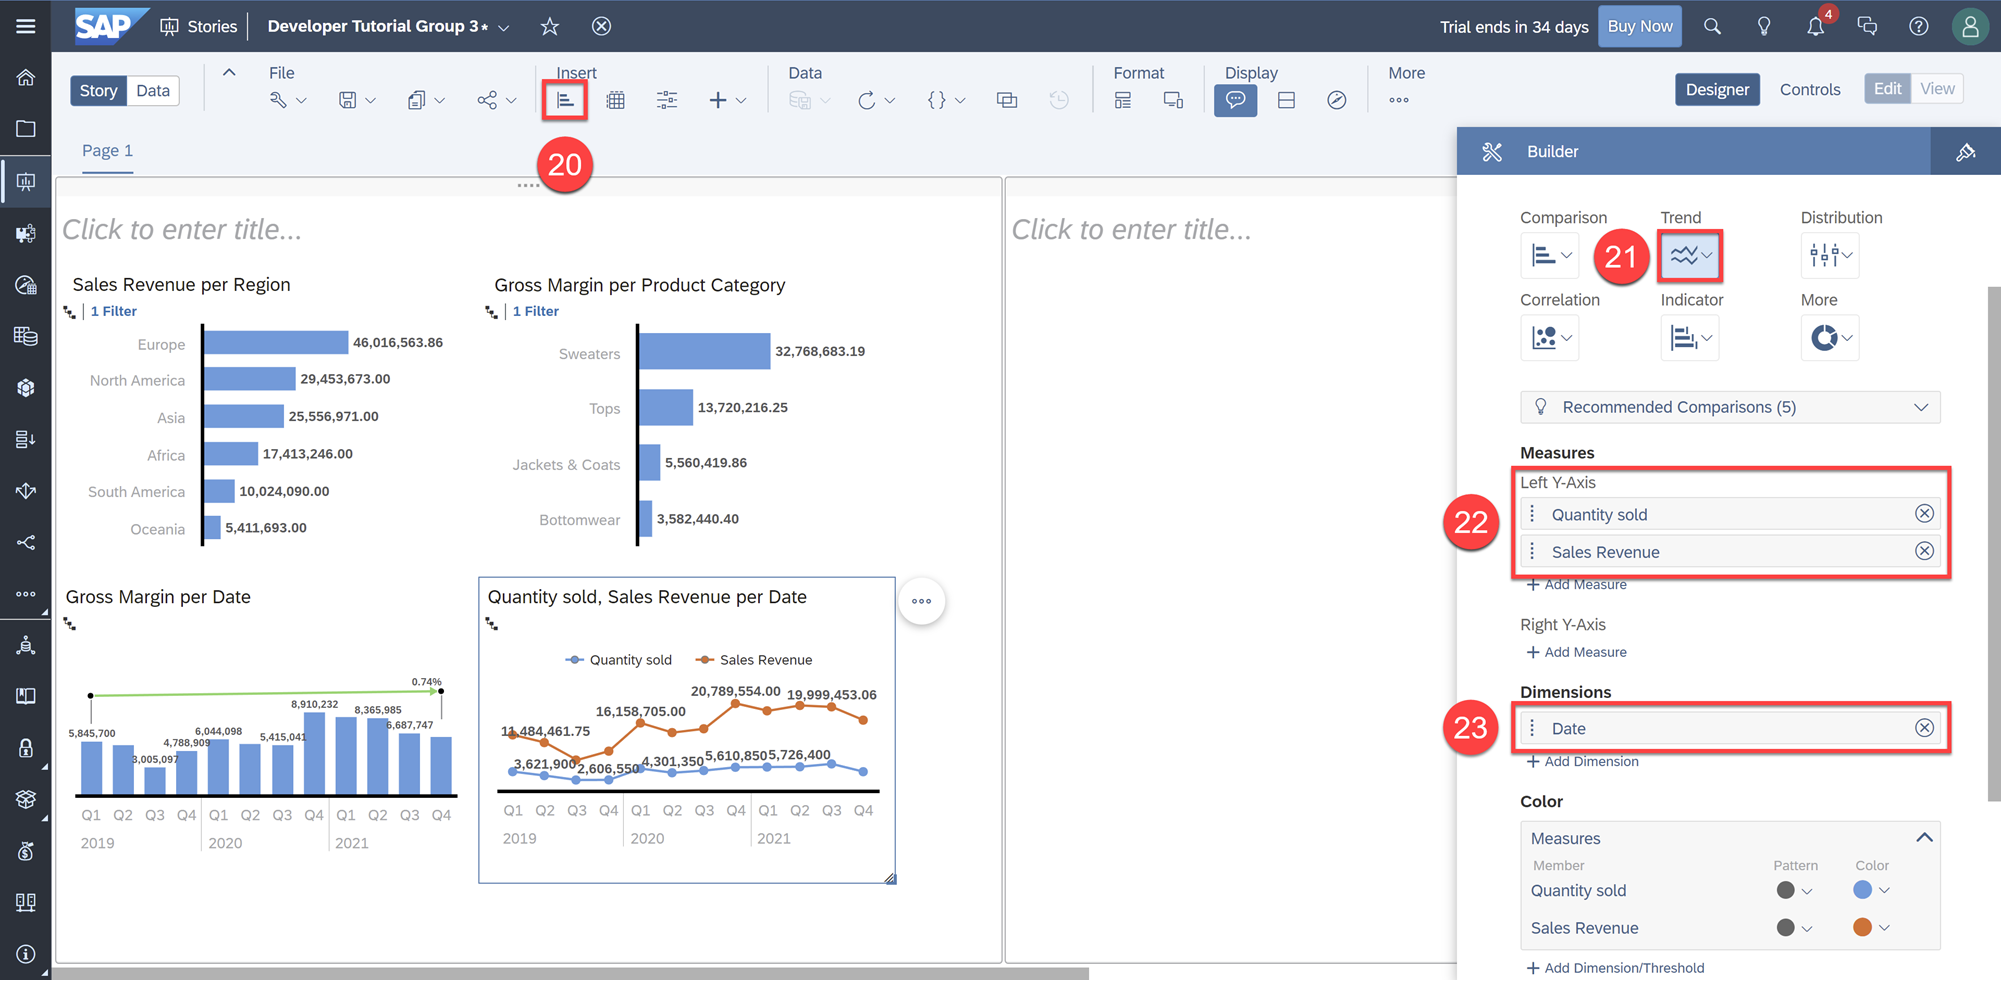 SAP
Stories
Developer Tutorial Group 3*
Trial ends in 34 days
Buy Now
4
Story
Data
File
Insert
Data
Format
Display
More
Designer
Controls
Edit
View
20
Page 1
Click to enter title...
Click to enter title...
Sales Revenue per Region
1 Filter
Europe 46,016,563.86
North America 29,453,673.00
Asia 25,556,971.00
Africa 17,413,246.00
South America 10,024,090.00
Oceania 5,411,693.00
Gross Margin per Product Category
1 Filter
Sweaters 32,768,683.19
Tops 13,720,216.25
Jackets & Coats 5,560,419.86
Bottomwear 3,582,440.40
Gross Margin per Date
0.74%
5,845,700
3,005,097
4,788,909
6,044,098
5,415,041
8,910,232
8,365,985
6,687,747
Q1 Q2 Q3 Q4 Q1 Q2 Q3 Q4 Q1 Q2 Q3 Q4
2019 2020 2021
Quantity sold, Sales Revenue per Date
Quantity sold
Sales Revenue
11,484,461.75
16,158,705.00
20,789,554.00
19,999,453.06
3,621,900
2,606,550
4,301,350
5,610,850
5,726,400
Q1 Q2 Q3 Q4 Q1 Q2 Q3 Q4 Q1 Q2 Q3 Q4
2019 2020 2021
Builder
Comparison
Trend
Distribution
21
Correlation
Indicator
More
Recommended Comparisons (5)
Measures
Left Y-Axis
22
Quantity sold
Sales Revenue
+ Add Measure
Right Y-Axis
+ Add Measure
Dimensions
23
Date
+ Add Dimension
Color
Measures
Member Pattern Color
Quantity sold
Sales Revenue
+ Add Dimension/Threshold